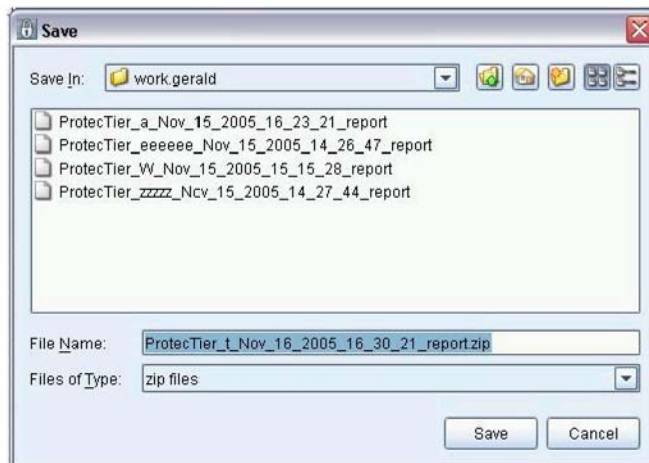 Save
Save In: work.gerald
ProtecTier_a_Nov_15_2005_16_23_21_report
ProtecTier_eeeeee_Nov_15_2005_14_26_47_report
ProtecTier_W_Nov_15_2005_15_15_28_report
ProtecTier_zzzzz_Nov_15_2005_14_27_44_report
File Name: ProtecTier_t_Nov_16_2005_16_30_21_report.zip
Files of Type: zip files
Save Cancel